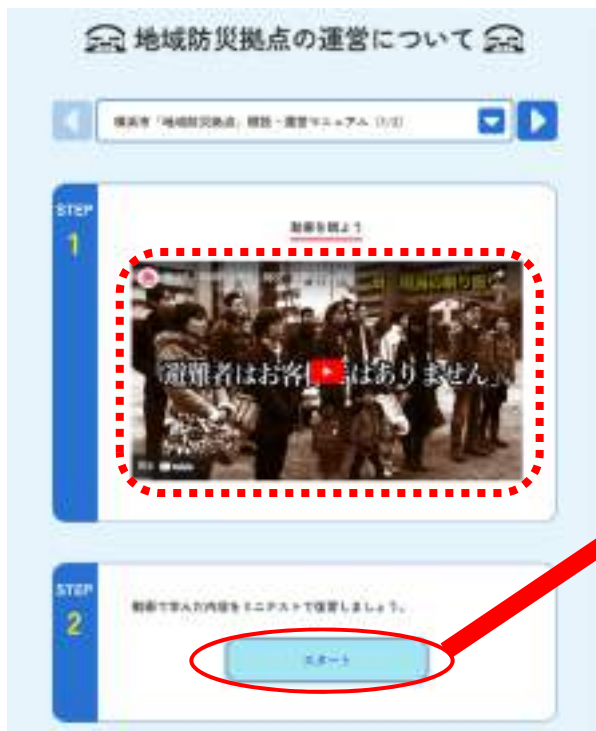 地域防災拠点の運営について
横浜市「地域防災拠点」開設・運営マニュアル (1/2)
STEP
1
動画を観よう
「避難者はお客様ではありません」
STEP
2
動画で学んだ内容をミニテストで復習しましょう。
スタート